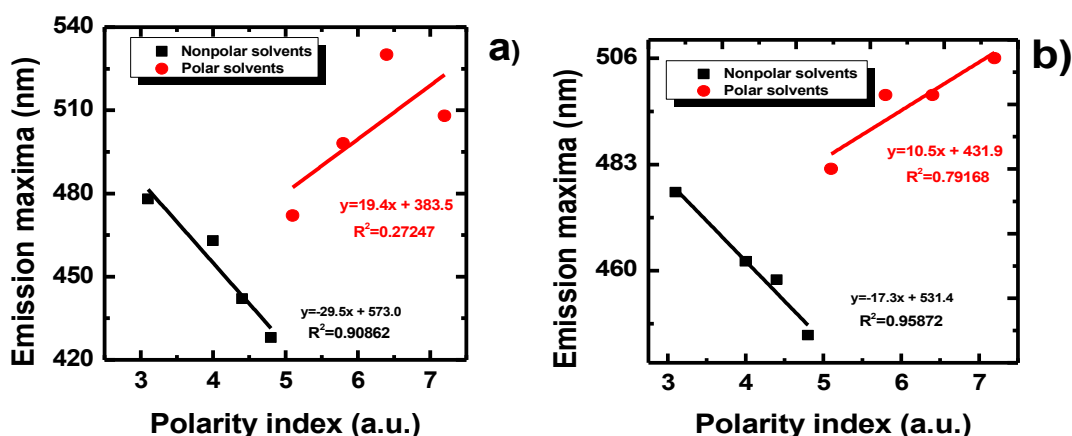 a)
Emission maxima (nm)
540
510
480
450
420
Nonpolar solvents
Polar solvents
y=19.4x + 383.5
R²=0.27247
y=-29.5x + 573.0
R²=0.90862
3 4 5 6 7
Polarity index (a.u.)
b)
Emission maxima (nm)
506
483
460
Nonpolar solvents
Polar solvents
y=10.5x + 431.9
R²=0.79168
y=-17.3x + 531.4
R²=0.95872
3 4 5 6 7
Polarity index (a.u.)